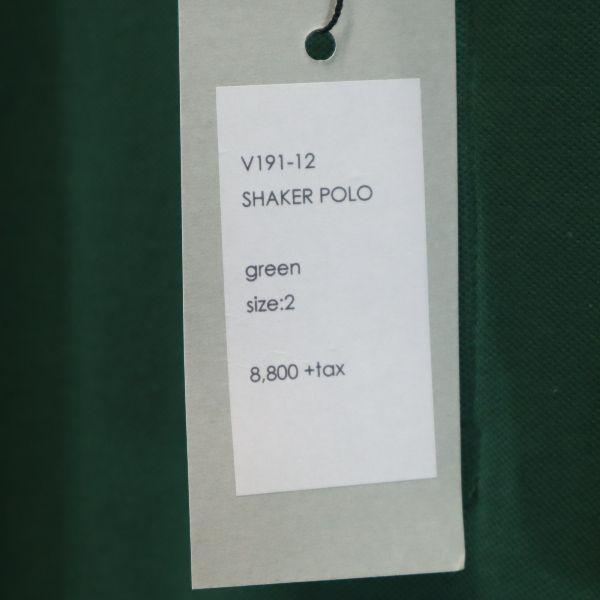 V191-12
SHAKER POLO
green
size:2
8,800 +tax